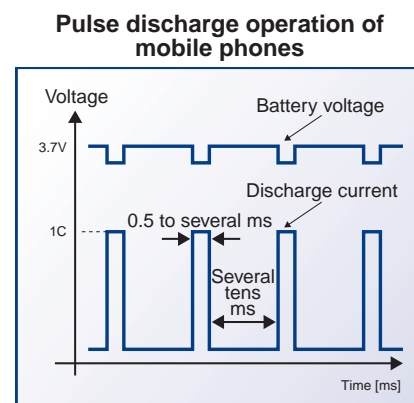 Pulse discharge operation of
mobile phones
Voltage
Battery voltage
3.7V
Discharge current
0.5 to several ms
1C
Several
tens
ms
Time [ms]